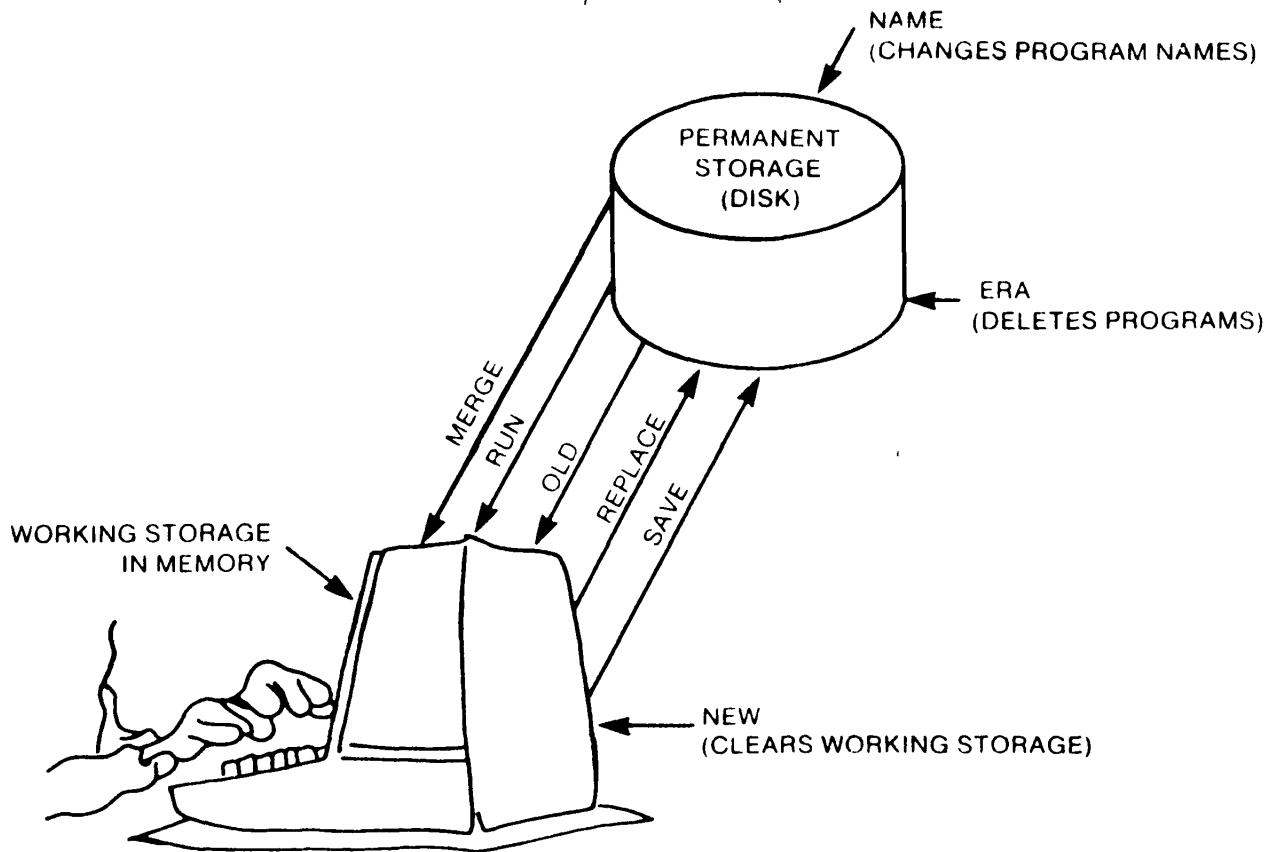 NAME
(CHANGES PROGRAM NAMES)
PERMANENT
STORAGE
(DISK)
ERA
(DELETES PROGRAMS)
MERGE
RUN
OLD
REPLACE
SAVE
WORKING STORAGE
IN MEMORY
NEW
(CLEARS WORKING STORAGE)